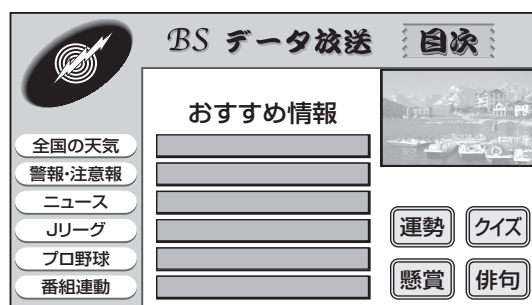 BS データ放送 目次
おすすめ情報
全国の天気
警報・注意報
ニュース
Jリーグ
プロ野球
番組連動
運勢 クイズ
懸賞 俳句